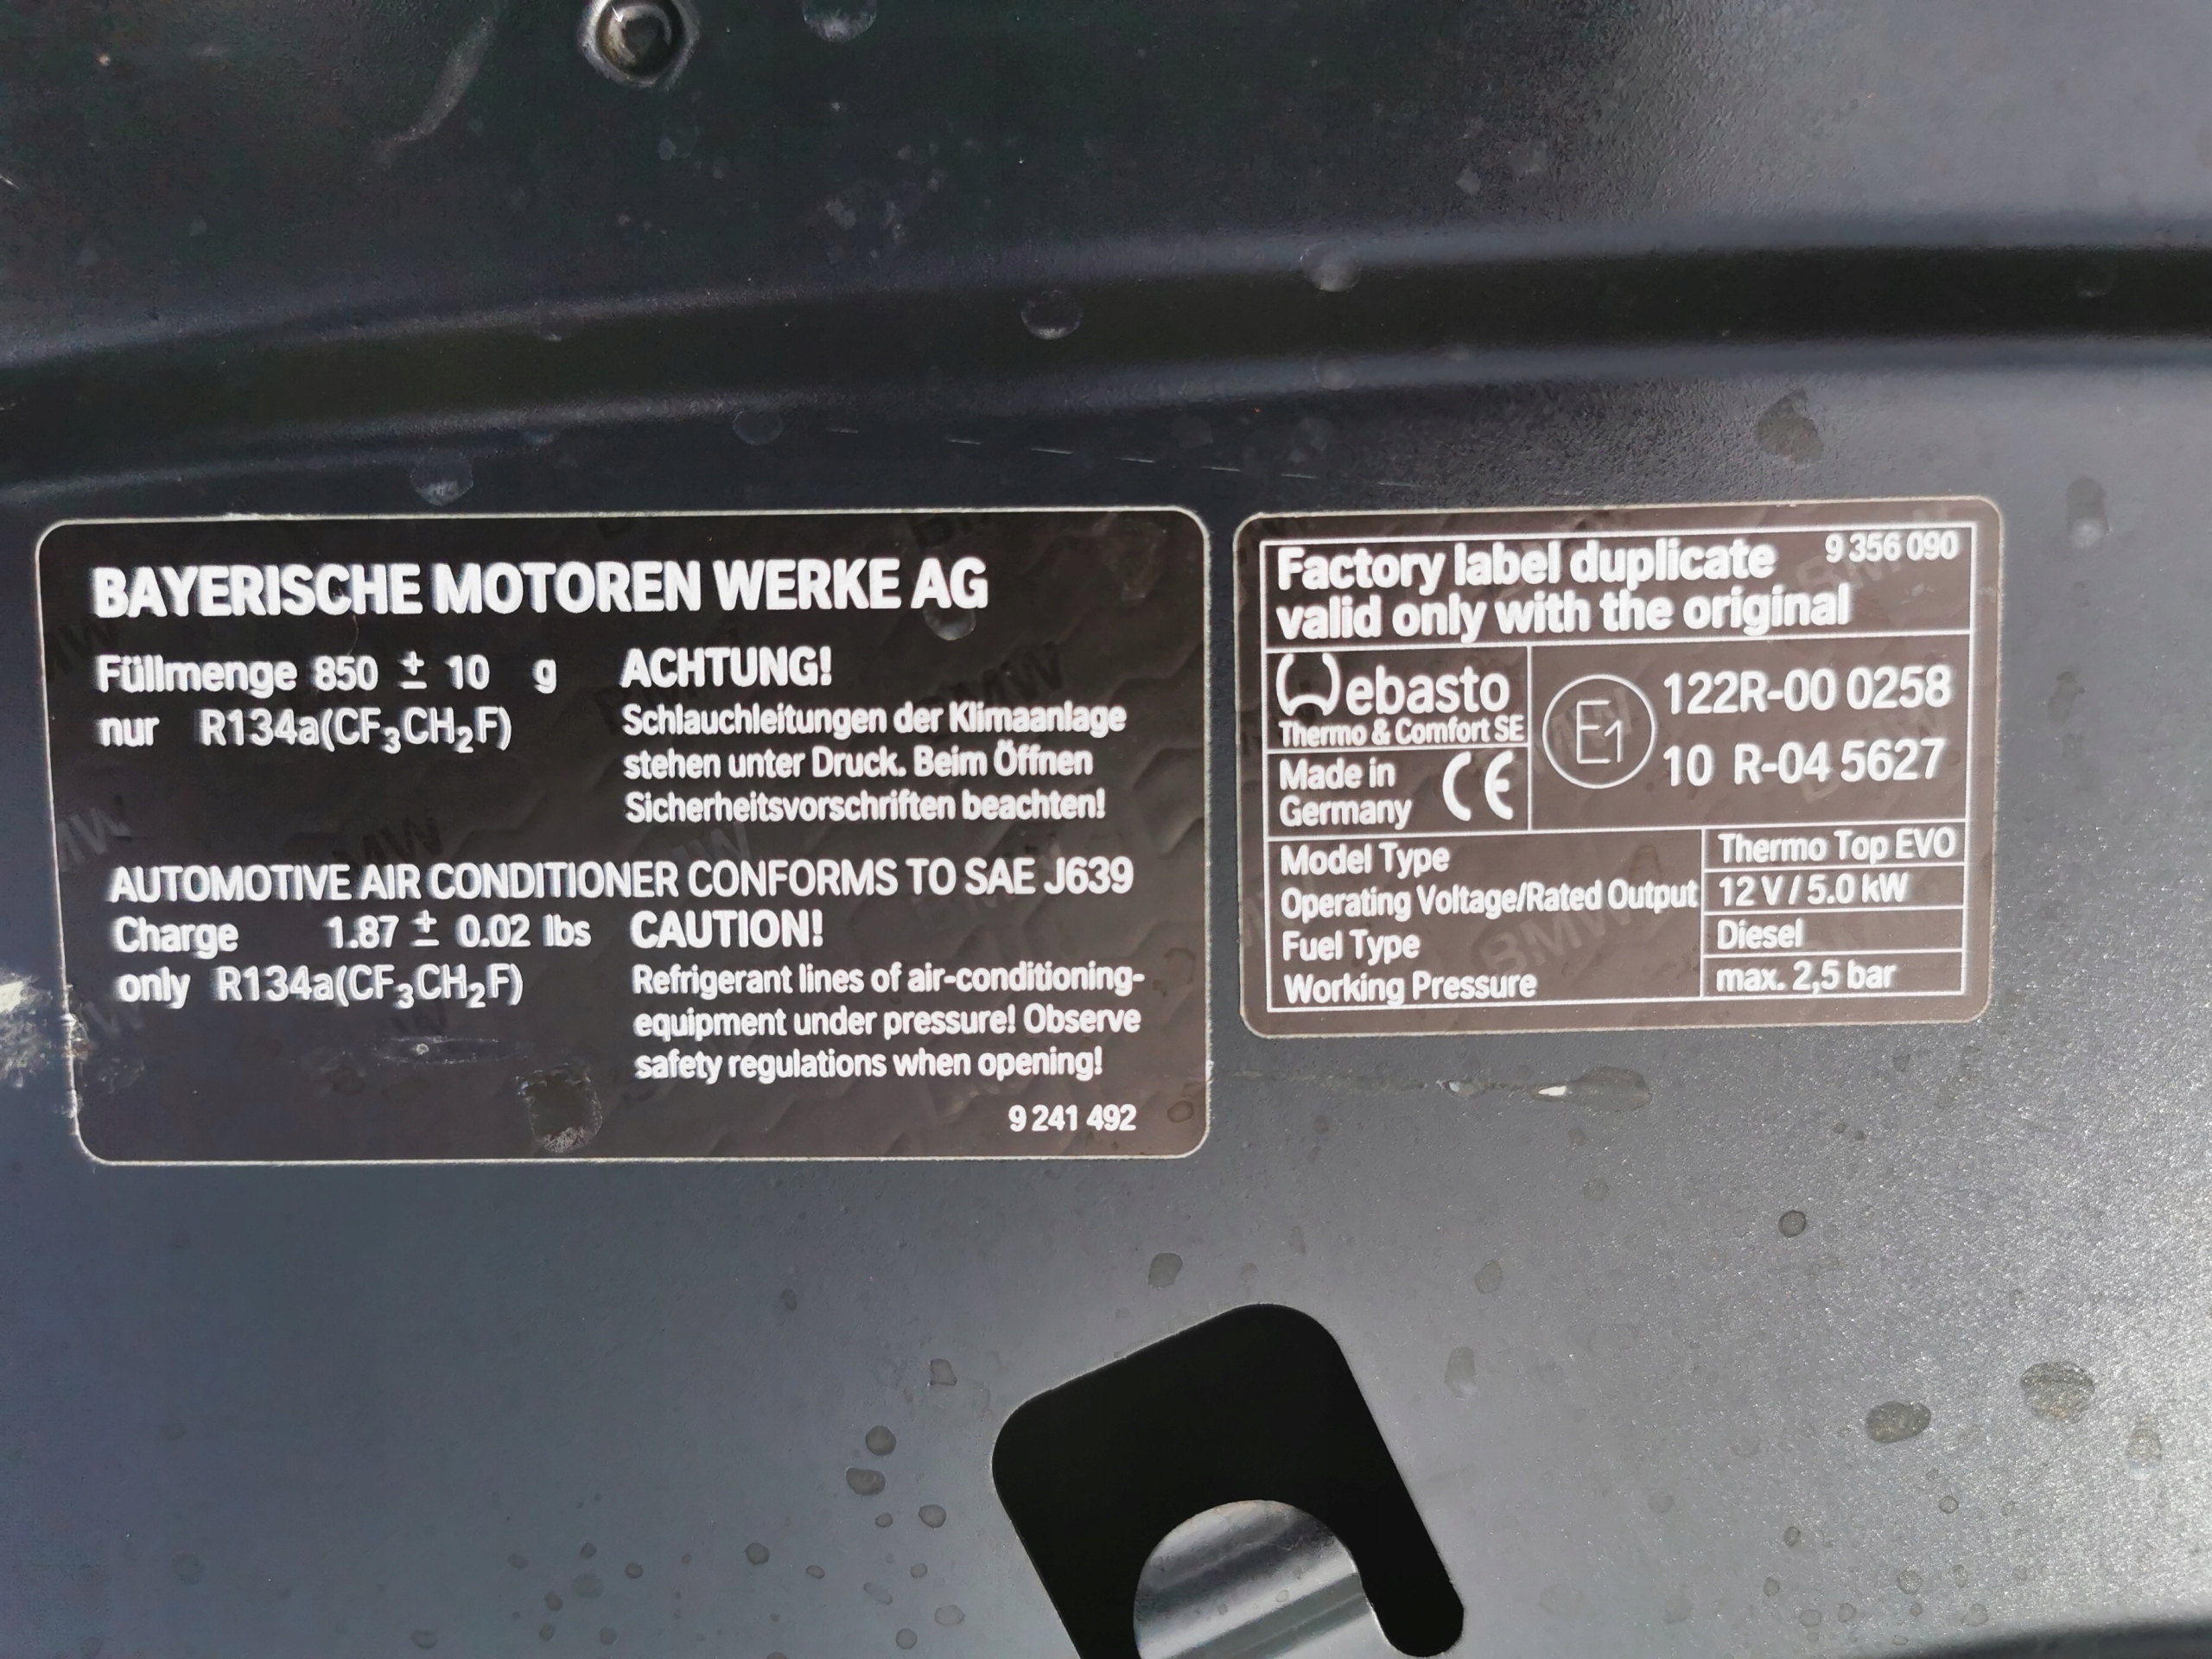 BAYERISCHE MOTOREN WERKE AG
Füllmenge 850 ± 10 g
nur R134a(CF₃CH₂F)
ACHTUNG!
Schlauchleitungen der Klimaanlage
stehen unter Druck. Beim Öffnen
Sicherheitsvorschriften beachten!
AUTOMOTIVE AIR CONDITIONER CONFORMS TO SAE J639
Charge 1.87 ± 0.02 lbs
only R134a(CF₃CH₂F)
CAUTION!
Refrigerant lines of air-conditioning-
equipment under pressure! Observe
safety regulations when opening!
9 241 492
Factory label duplicate 9 356 090
valid only with the original
Webasto
Thermo & Comfort SE
Made in
Germany
CE
E1
122R-00 0258
10 R-04 5627
Model Type Thermo Top EVO
Operating Voltage/Rated Output 12 V / 5.0 kW
Fuel Type Diesel
Working Pressure max. 2,5 bar